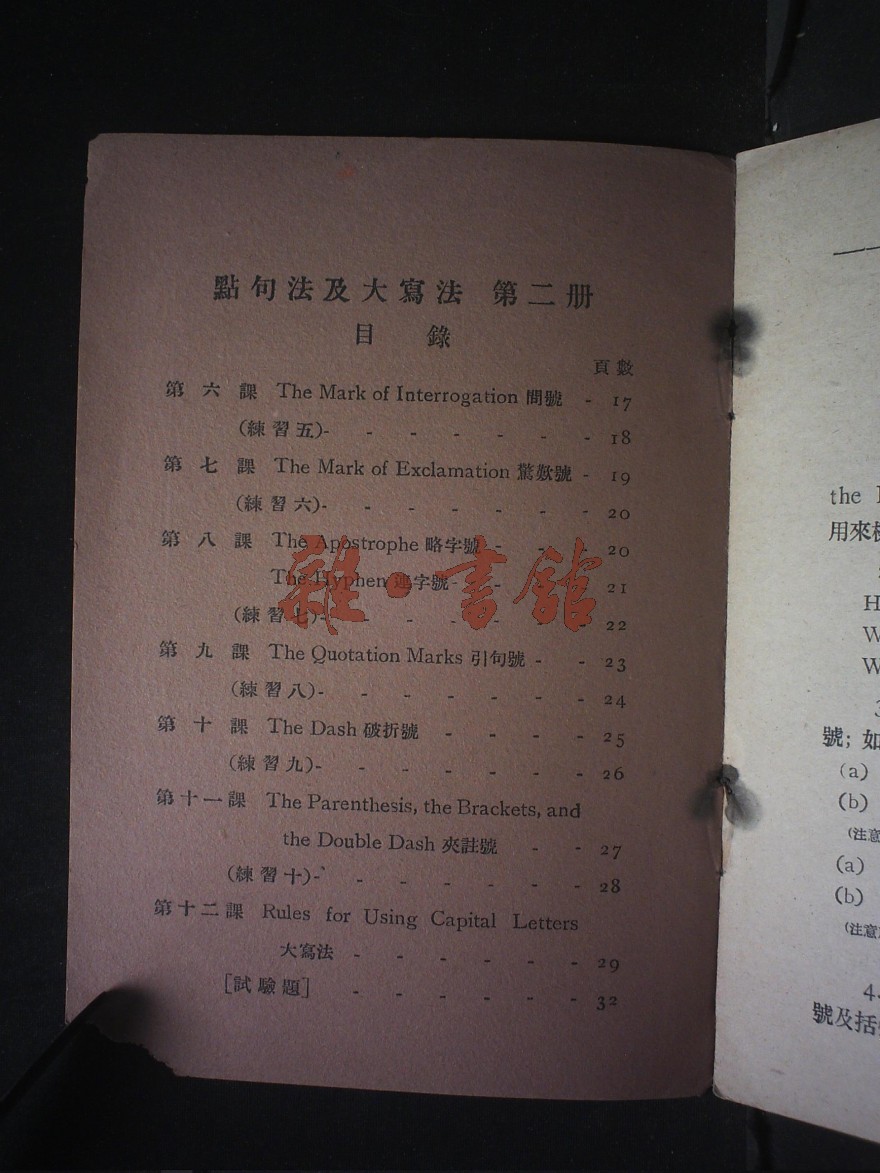 點句法及大寫法 第二册
目 錄
頁數
第六課 The Mark of Interrogation 問號 - 17
(練習五)- - - - - - - 18
第七課 The Mark of Exclamation 驚歎號 - 19
(練習六)- - - - - - - 20
第八課 The Apostrophe 略字號 - - - 20
The Hyphen 連字號 - - - - 21
(練習七)- - - - - - - 22
第九課 The Quotation Marks 引句號 - - 23
(練習八)- - - - - - - 24
第十課 The Dash 破折號 - - - - 25
(練習九)- - - - - - - 26
第十一課 The Parenthesis, the Brackets, and
the Double Dash 夾註號 - - 27
(練習十)- - - - - - - 28
第十二課 Rules for Using Capital Letters
大寫法 - - - - - - 29
[試驗題] - - - - - - 32
雜·書館
the
用來
H
W
W
3
號; 如
(a)
(b)
(注意
(a)
(b)
(注意
4.
號及括